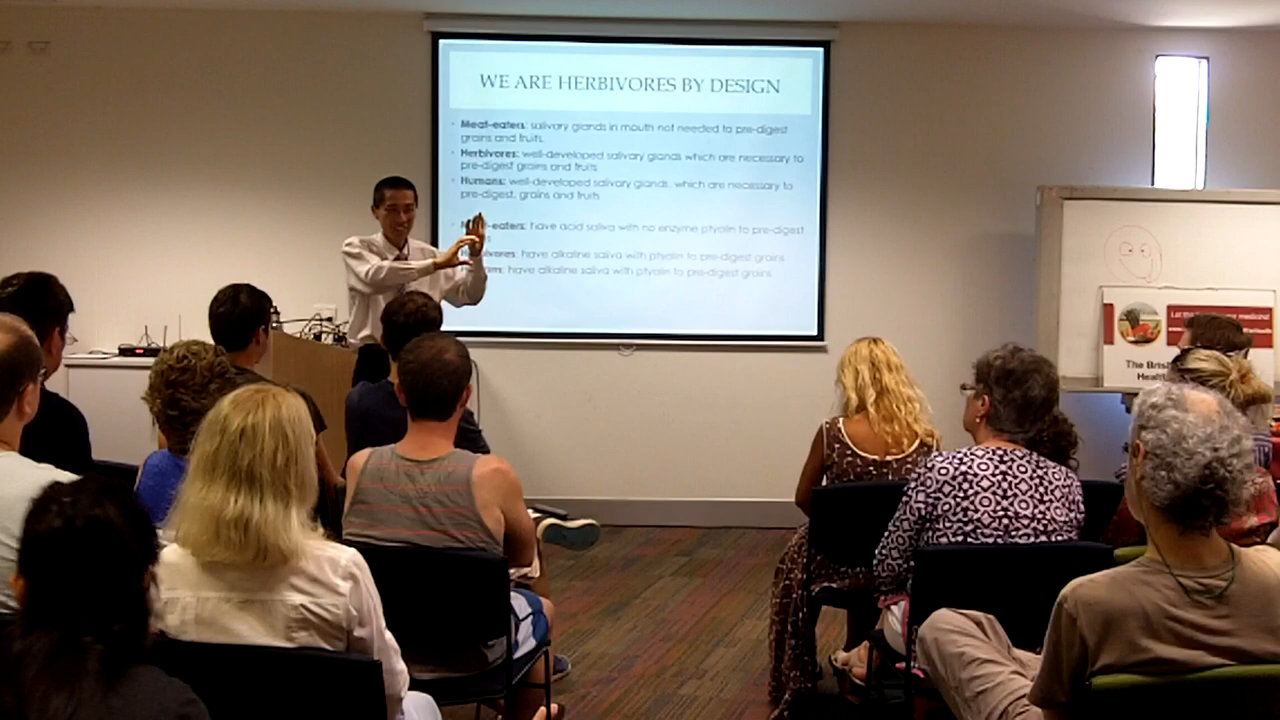 WE ARE HERBIVORES BY DESIGN
• Meat-eaters: salivary glands in mouth not needed to pre-digest
grains and fruits.
• Herbivores: well-developed salivary glands which are necessary to
pre-digest grains and fruits
• Humans: well-developed salivary glands, which are necessary to
pre-digest, grains and fruits
-eaters: have acid saliva with no enzyme ptyalin to pre-digest
have alkaline saliva with ptyalin to pre-digest grains
have alkaline saliva with ptyalin to pre-digest grains
Let medicine!
The
Health